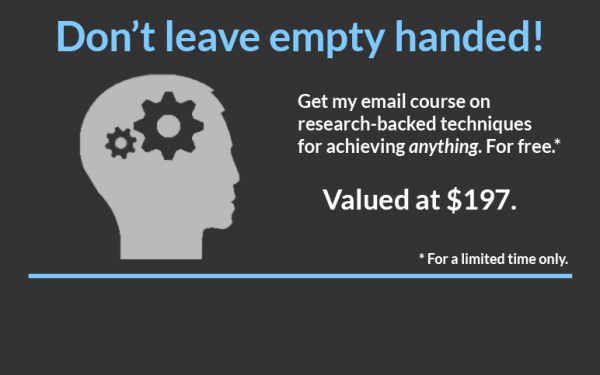 Don’t leave empty handed!
Get my email course on
research-backed techniques
for achieving anything. For free.*
Valued at $197.
* For a limited time only.